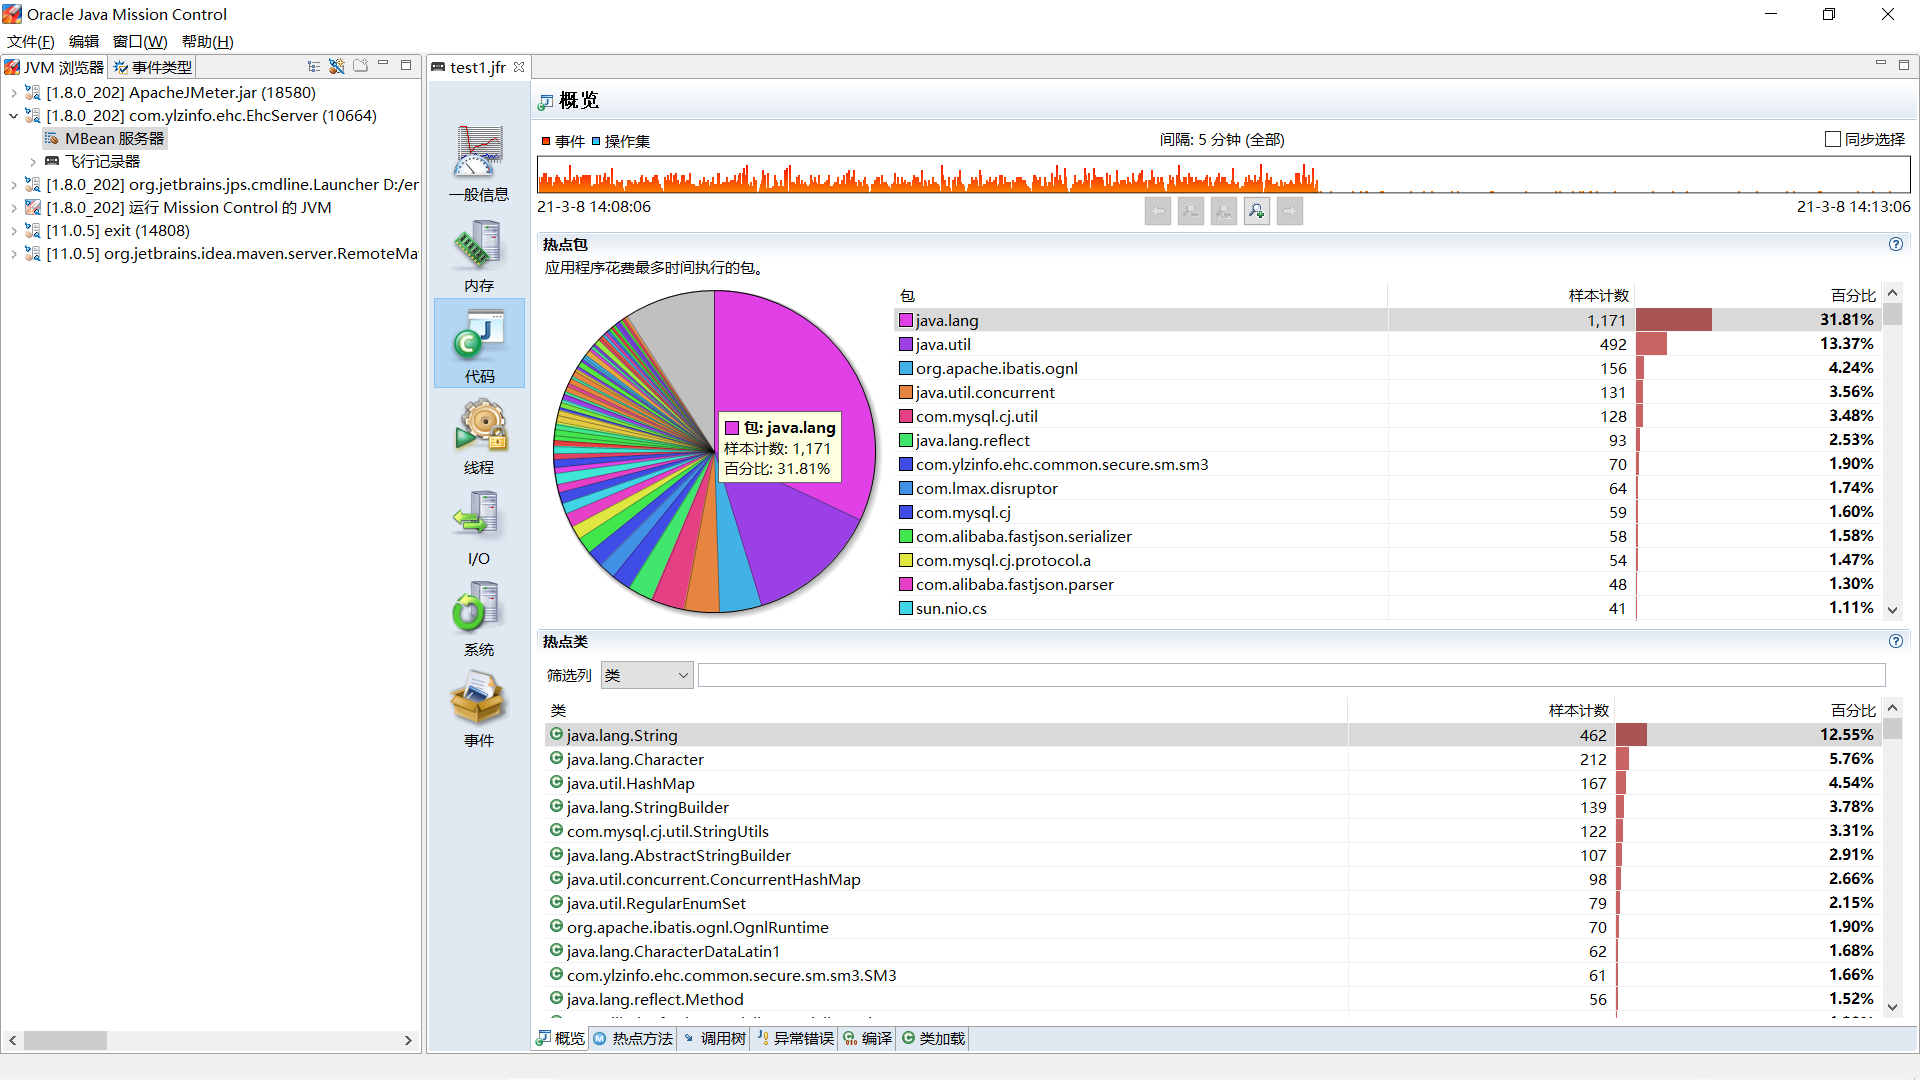 Oracle Java Mission Control
文件(F) 编辑 窗口(W) 帮助(H)
JVM 浏览器 事件类型
[1.8.0_202] ApacheJMeter.jar (18580)
[1.8.0_202] com.ylzinfo.ehc.EhcServer (10664)
MBean 服务器
飞行记录器
[1.8.0_202] org.jetbrains.jps.cmdline.Launcher D:/er
[1.8.0_202] 运行 Mission Control 的 JVM
[11.0.5] exit (14808)
[11.0.5] org.jetbrains.idea.maven.server.RemoteMa
test1.jfr
一般信息
内存
代码
线程
I/O
系统
事件
概览
事件 操作集 间隔: 5 分钟 (全部) 同步选择
21-3-8 14:08:06 21-3-8 14:13:06
热点包
应用程序花费最多时间执行的包。
包: java.lang
样本计数: 1,171
百分比: 31.81%
包 样本计数 百分比
java.lang 1,171 31.81%
java.util 492 13.37%
org.apache.ibatis.ognl 156 4.24%
java.util.concurrent 131 3.56%
com.mysql.cj.util 128 3.48%
java.lang.reflect 93 2.53%
com.ylzinfo.ehc.common.secure.sm.sm3 70 1.90%
com.lmax.disruptor 64 1.74%
com.mysql.cj 59 1.60%
com.alibaba.fastjson.serializer 58 1.58%
com.mysql.cj.protocol.a 54 1.47%
com.alibaba.fastjson.parser 48 1.30%
sun.nio.cs 41 1.11%
热点类
筛选列 类
类 样本计数 百分比
java.lang.String 462 12.55%
java.lang.Character 212 5.76%
java.util.HashMap 167 4.54%
java.lang.StringBuilder 139 3.78%
com.mysql.cj.util.StringUtils 122 3.31%
java.lang.AbstractStringBuilder 107 2.91%
java.util.concurrent.ConcurrentHashMap 98 2.66%
java.util.RegularEnumSet 79 2.15%
org.apache.ibatis.ognl.OgnlRuntime 70 1.90%
java.lang.CharacterDataLatin1 62 1.68%
com.ylzinfo.ehc.common.secure.sm.sm3.SM3 61 1.66%
java.lang.reflect.Method 56 1.52%
概览 热点方法 调用树 异常错误 编译 类加载